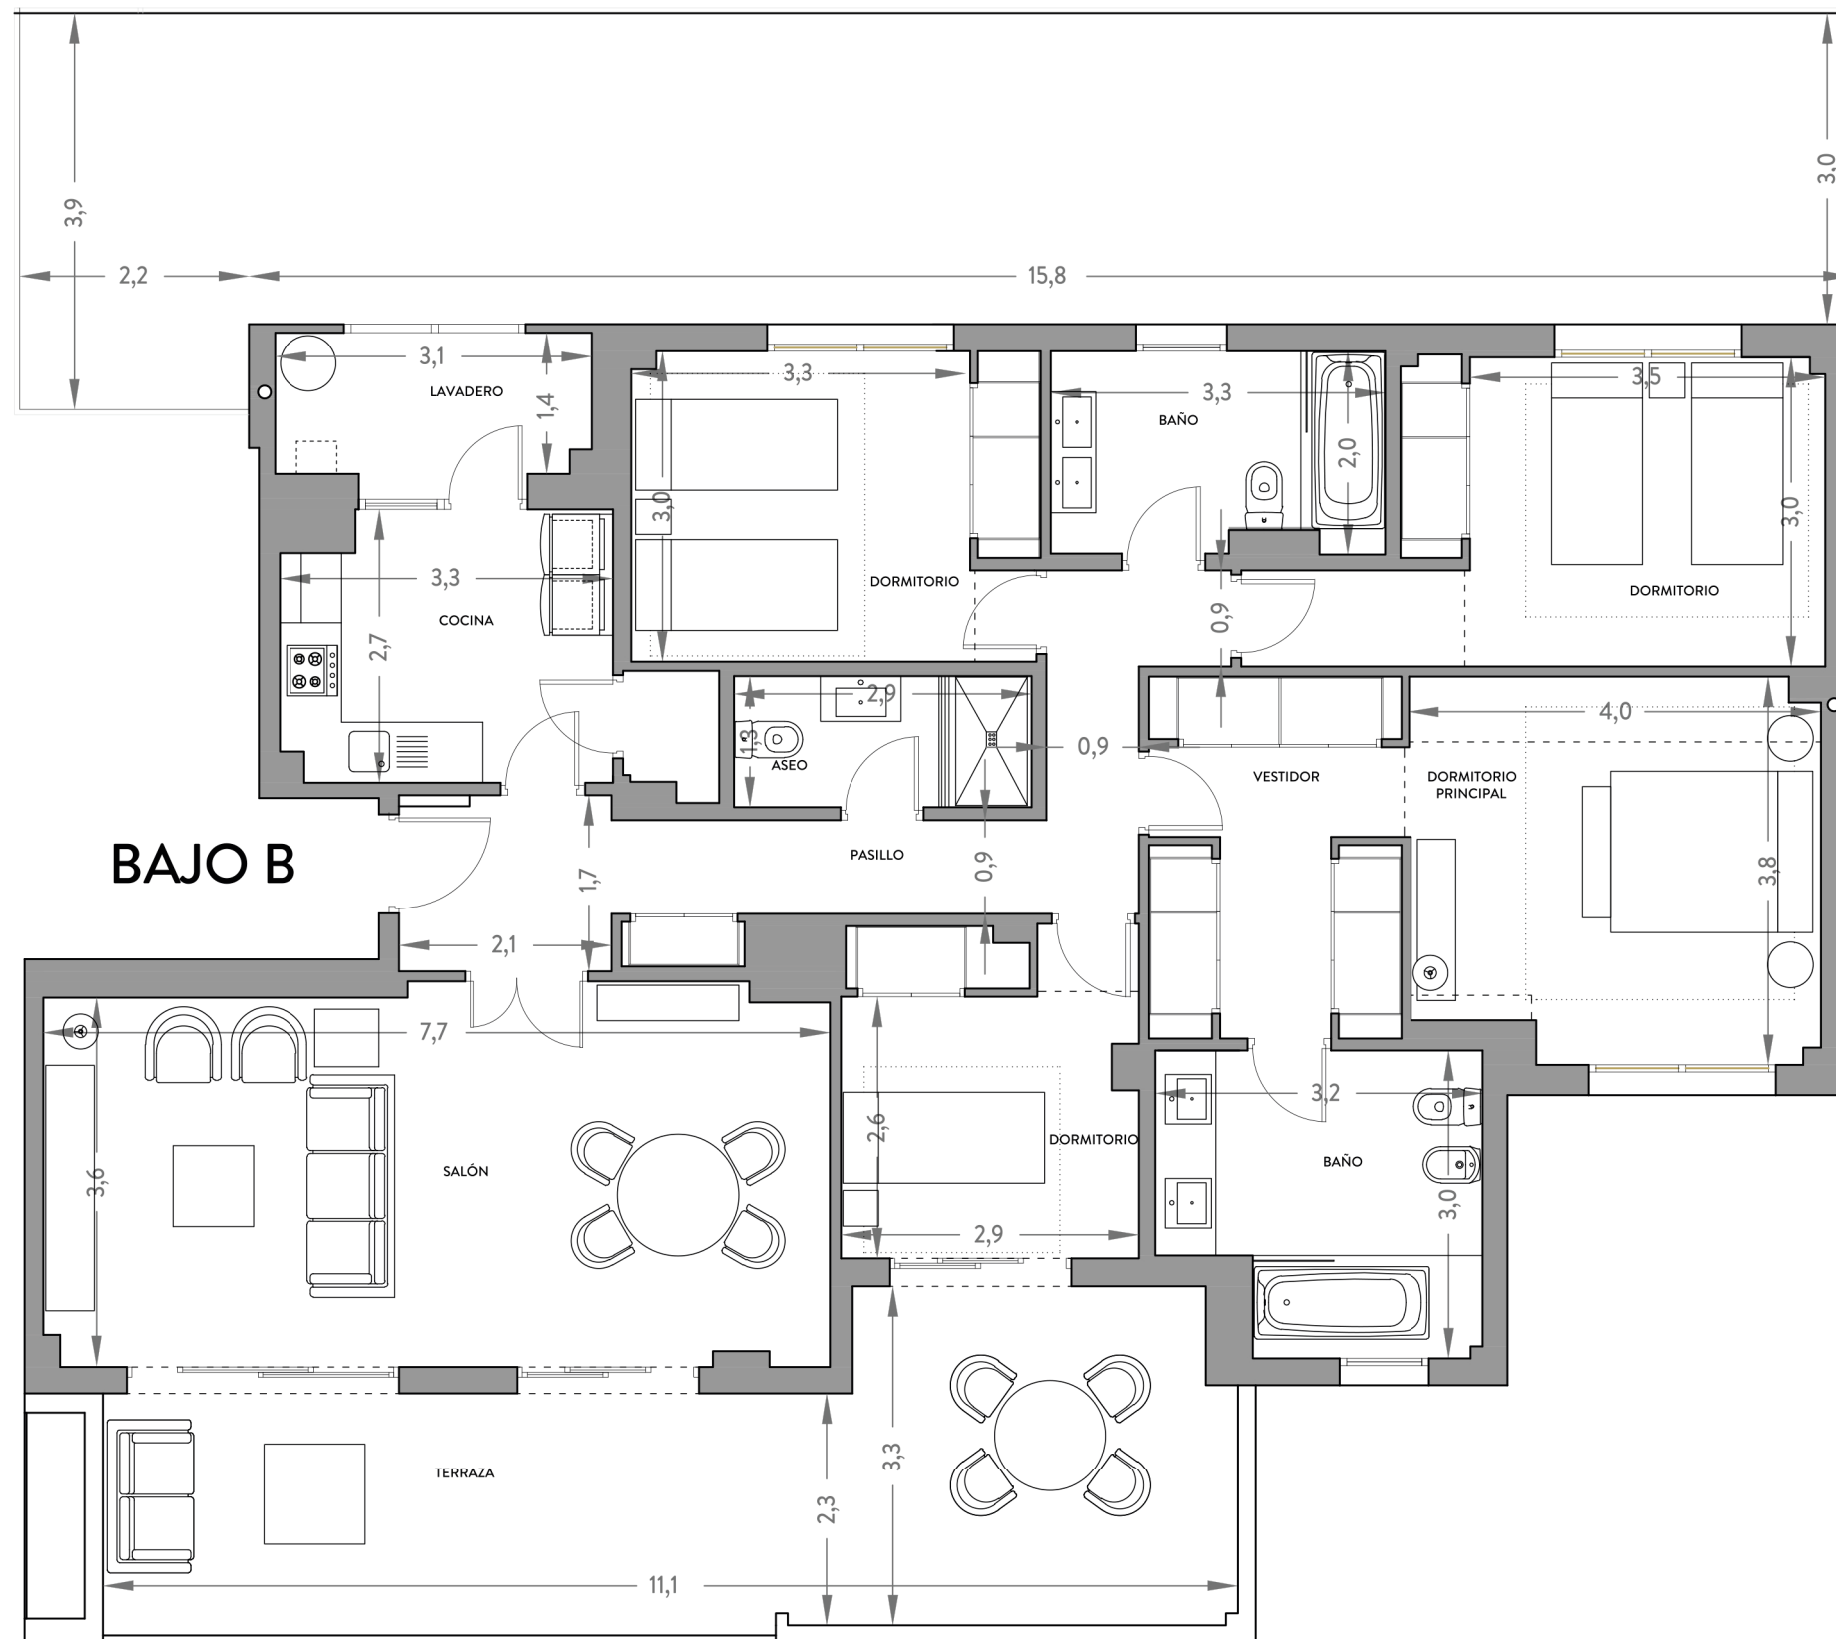 3,9
3,0
2,2
15,8
3,1
LAVADERO
1,4
3,3
3,3
BAÑO
2,0
3,5
3,0
3,0
3,3
COCINA
2,7
DORMITORIO
0,9
DORMITORIO
2,9
1,3
ASEO
0,9
4,0
VESTIDOR
DORMITORIO
PRINCIPAL
BAJO B
PASILLO
0,9
1,7
3,8
2,1
7,7
3,6
SALÓN
2,6
DORMITORIO
2,9
3,2
BAÑO
3,0
TERRAZA
3,3
2,3
11,1